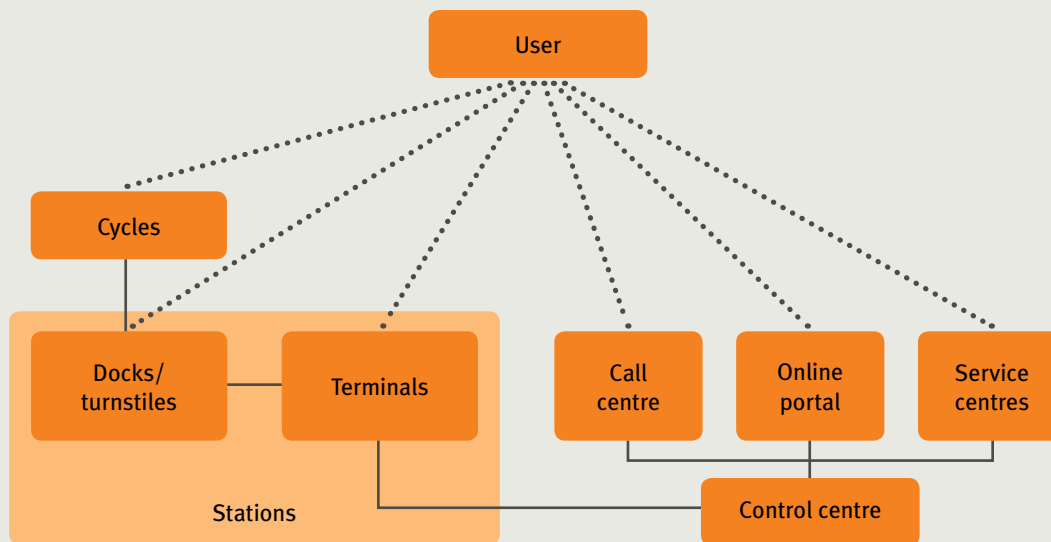 User
Cycles
Docks/
turnstiles
Terminals
Call
centre
Online
portal
Service
centres
Stations
Control centre